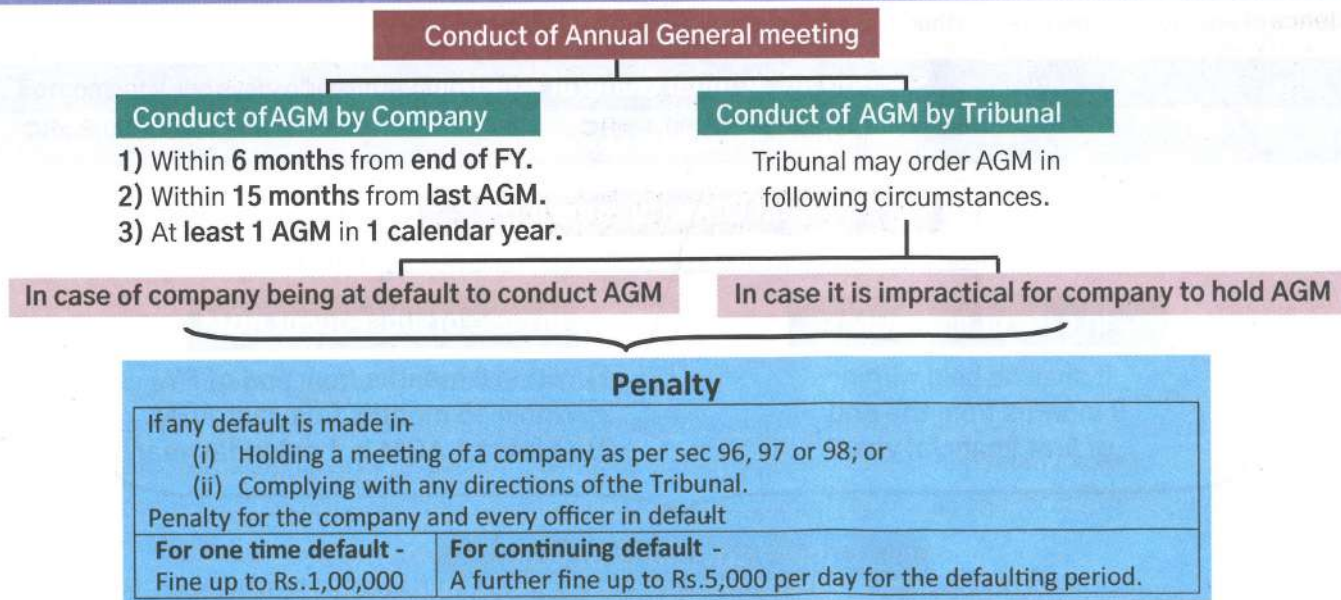 Conduct of Annual General meeting
Conduct of AGM by Company
1) Within 6 months from end of FY.
2) Within 15 months from last AGM.
3) At least 1 AGM in 1 calendar year.
Conduct of AGM by Tribunal
Tribunal may order AGM in
following circumstances.
In case of company being at default to conduct AGM
In case it is impractical for company to hold AGM
Penalty
If any default is made in-
(i) Holding a meeting of a company as per sec 96, 97 or 98; or
(ii) Complying with any directions of the Tribunal.
Penalty for the company and every officer in default
For one time default -
Fine up to Rs.1,00,000
For continuing default -
A further fine up to Rs.5,000 per day for the defaulting period.